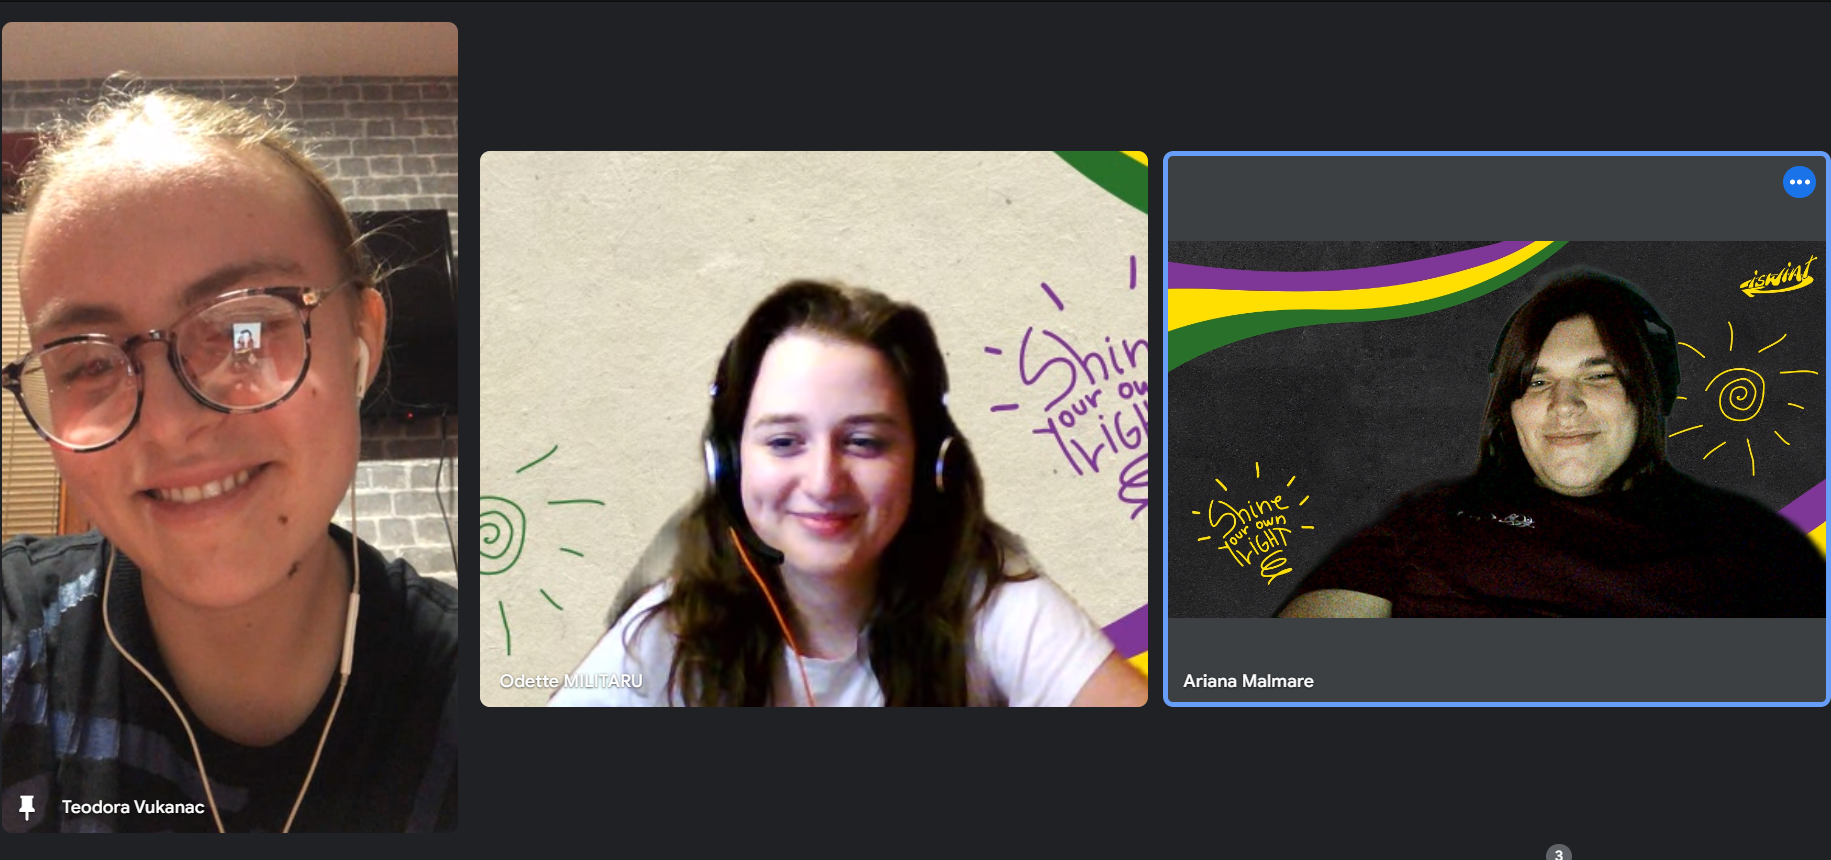 Teodora Vukanac
Shin
your ow
LIGH
Odette MILITARU
iswint
Shine
your own
LIGHT
Ariana Malmare
3